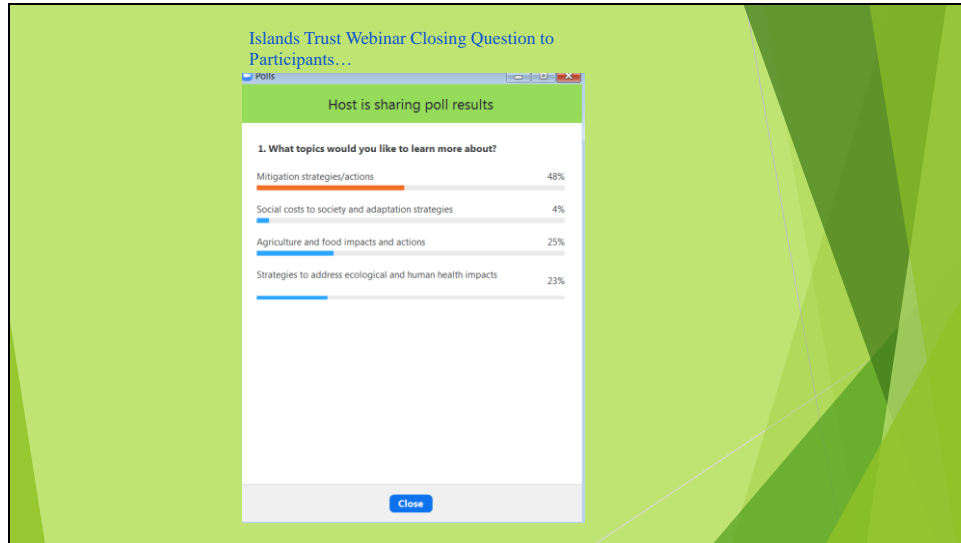 Islands Trust Webinar Closing Question to
Participants…
Polls
Host is sharing poll results
1. What topics would you like to learn more about?
Mitigation strategies/actions 48%
Social costs to society and adaptation strategies 4%
Agriculture and food impacts and actions 25%
Strategies to address ecological and human health impacts 23%
Close